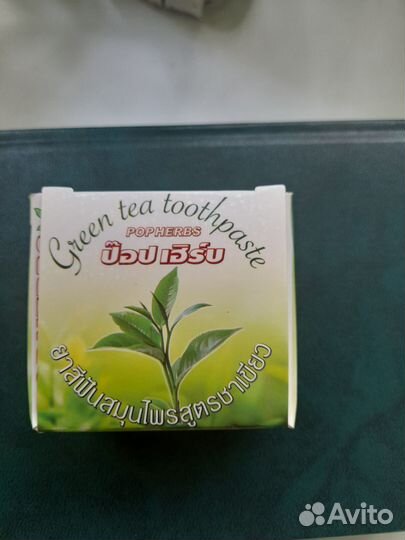 Green tea toothpaste
POPHERBS
ป๊อปเฮิร์บ
ยาสีฟันสมุนไพรสูตรชาเขียว
Avito